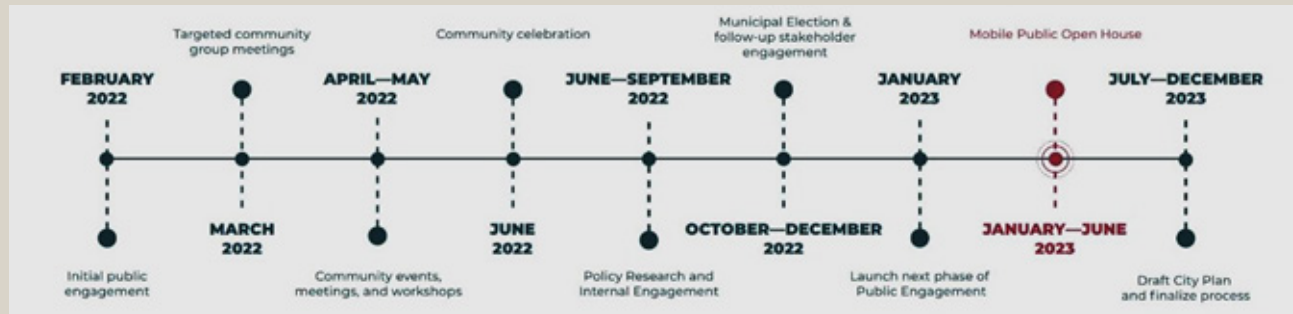 FEBRUARY
2022
Initial public
engagement
Targeted community
group meetings
MARCH
2022
APRIL—MAY
2022
Community events,
meetings, and workshops
Community celebration
JUNE
2022
JUNE—SEPTEMBER
2022
Policy Research and
Internal Engagement
Municipal Election &
follow-up stakeholder
engagement
OCTOBER—DECEMBER
2022
JANUARY
2023
Launch next phase of
Public Engagement
Mobile Public Open House
JANUARY—JUNE
2023
JULY—DECEMBER
2023
Draft City Plan
and finalize process